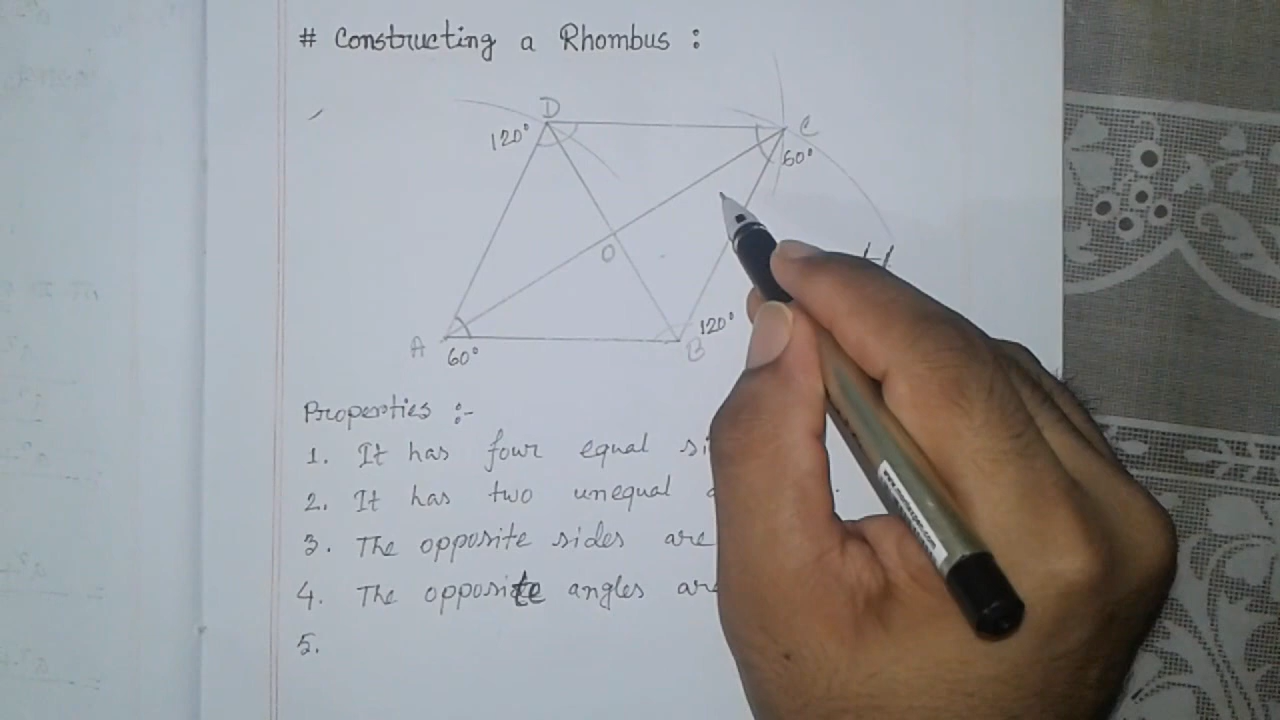 # Constructing a Rhombus :
D
120°
C
60°
O
120°
A
B
60°
Properties :-
1. It has four equal
2. It has two unequal
3. The opposite sides are
4. The opposite angles
5.